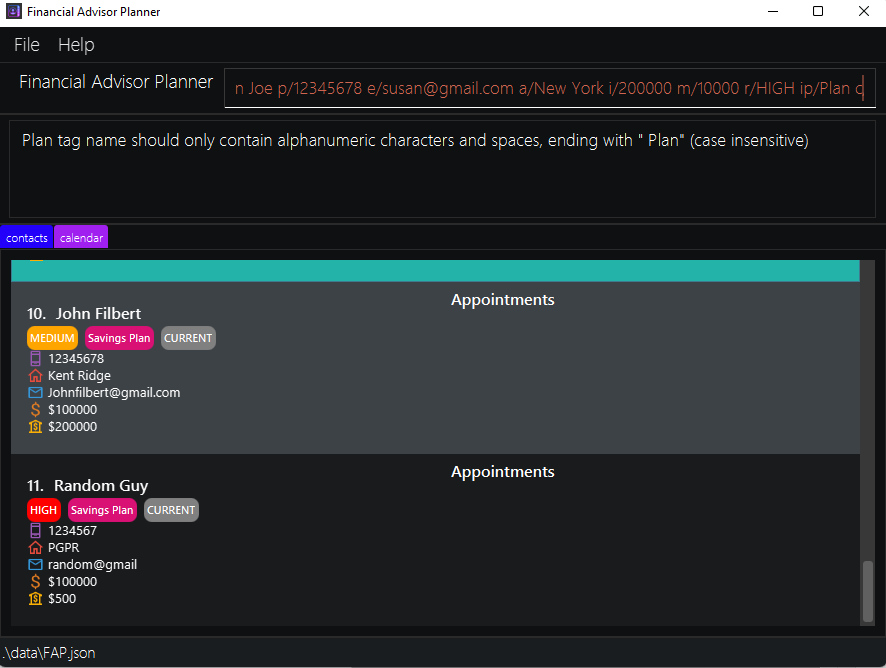 Financial Advisor Planner
File Help
Financial Advisor Planner
n Joe p/12345678 e/susan@gmail.com a/New York i/200000 m/10000 r/HIGH ip/Plan c
Plan tag name should only contain alphanumeric characters and spaces, ending with " Plan" (case insensitive)
contacts calendar
Appointments
10. John Filbert
MEDIUM Savings Plan CURRENT
12345678
Kent Ridge
Johnfilbert@gmail.com
$100000
$200000
Appointments
11. Random Guy
HIGH Savings Plan CURRENT
1234567
PGPR
random@gmail
$100000
$500
.\data\FAP.json